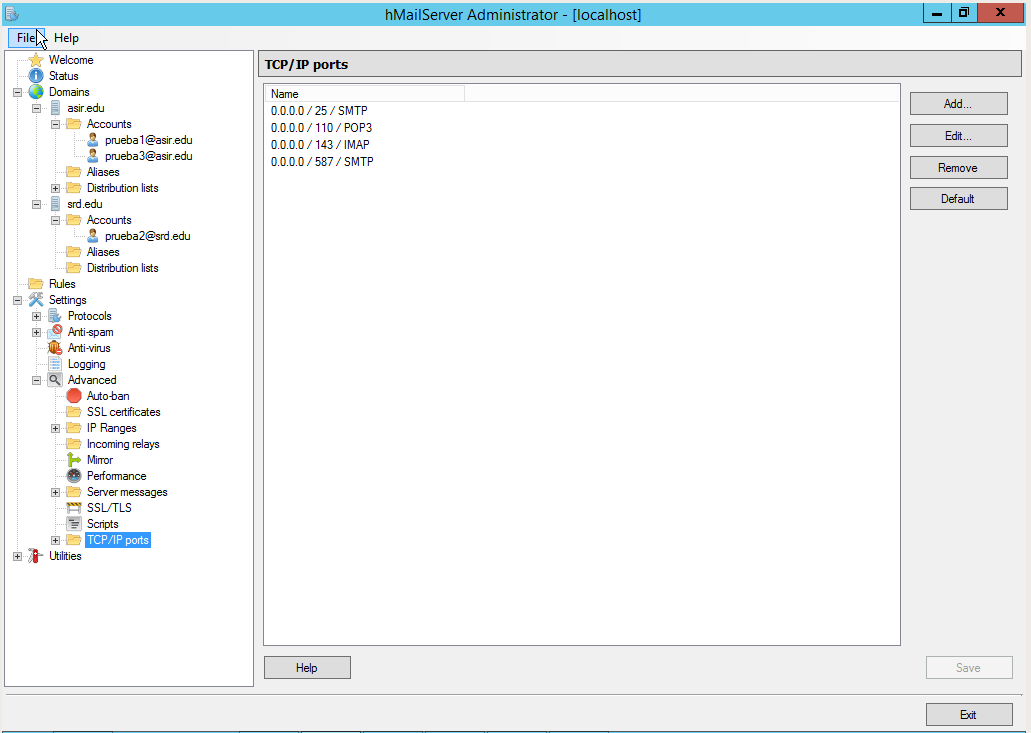 hMailServer Administrator - [localhost]
File Help
Welcome
Status
Domains
asir.edu
Accounts
prueba1@asir.edu
prueba3@asir.edu
Aliases
Distribution lists
srd.edu
Accounts
prueba2@srd.edu
Aliases
Distribution lists
Rules
Settings
Protocols
Anti-spam
Anti-virus
Logging
Advanced
Auto-ban
SSL certificates
IP Ranges
Incoming relays
Mirror
Performance
Server messages
SSL/TLS
Scripts
TCP/IP ports
Utilities
TCP/IP ports
Name
0.0.0.0 / 25 / SMTP
0.0.0.0 / 110 / POP3
0.0.0.0 / 143 / IMAP
0.0.0.0 / 587 / SMTP
Add...
Edit...
Remove
Default
Help
Save
Exit